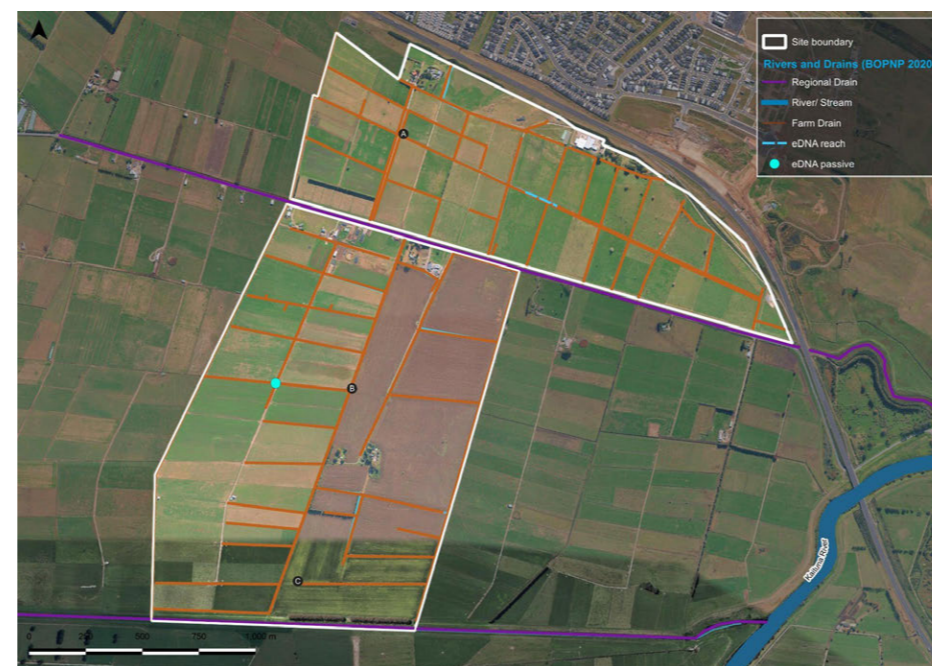 Site boundary
Rivers and Drains (BOPNP 2020
Regional Drain
River/ Stream
Farm Drain
eDNA reach
eDNA passive
A
B
C
Kaituna River
0 250 500 750 1,000 m